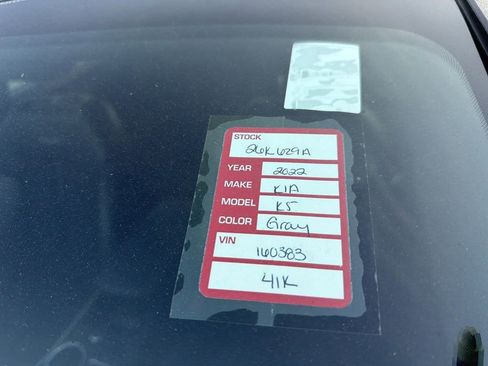 STOCK
26K629A
YEAR 2022
MAKE KIA
MODEL K5
COLOR Gray
VIN
160383
41K